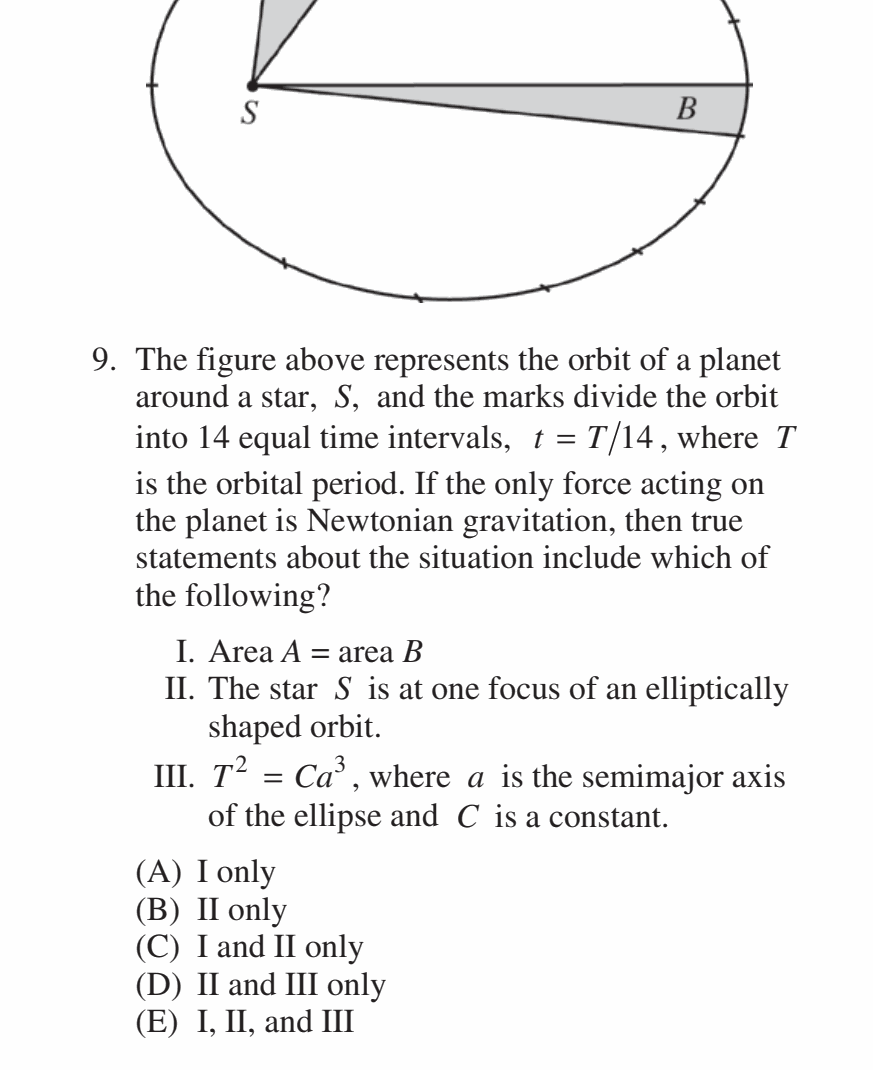 S
B
9. The figure above represents the orbit of a planet
around a star, S, and the marks divide the orbit
into 14 equal time intervals, t = T/14, where T
is the orbital period. If the only force acting on
the planet is Newtonian gravitation, then true
statements about the situation include which of
the following?
I. Area A = area B
II. The star S is at one focus of an elliptically
shaped orbit.
III. T² = Ca³, where a is the semimajor axis
of the ellipse and C is a constant.
(A) I only
(B) II only
(C) I and II only
(D) II and III only
(E) I, II, and III